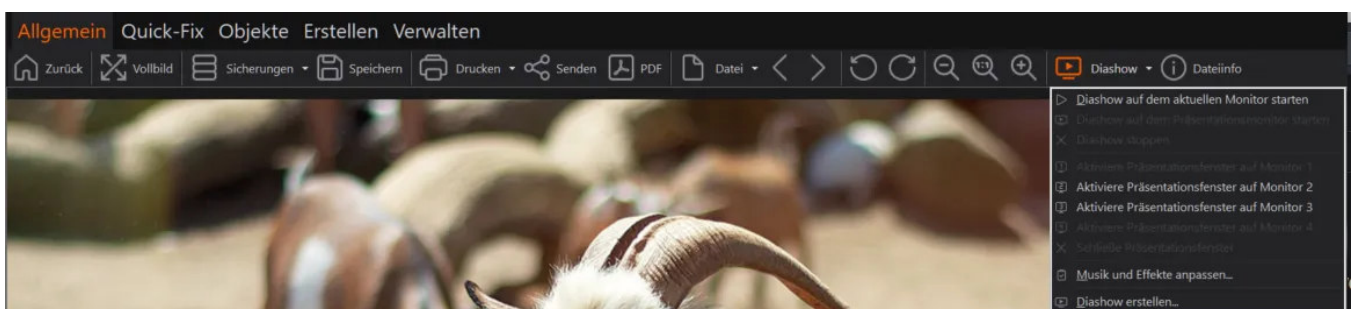 Allgemein Quick-Fix Objekte Erstellen Verwalten
Zurück Vollbild Sicherungen Speichern Drucken Senden PDF Datei 1:1 Diashow Dateiinfo
Diashow auf dem aktuellen Monitor starten
Diashow auf dem Präsentationsmonitor starten
Diashow stoppen
Aktiviere Präsentationsfenster auf Monitor 1
Aktiviere Präsentationsfenster auf Monitor 2
Aktiviere Präsentationsfenster auf Monitor 3
Aktiviere Präsentationsfenster auf Monitor 4
Schließe Präsentationsfenster
Musik und Effekte anpassen...
Diashow erstellen...